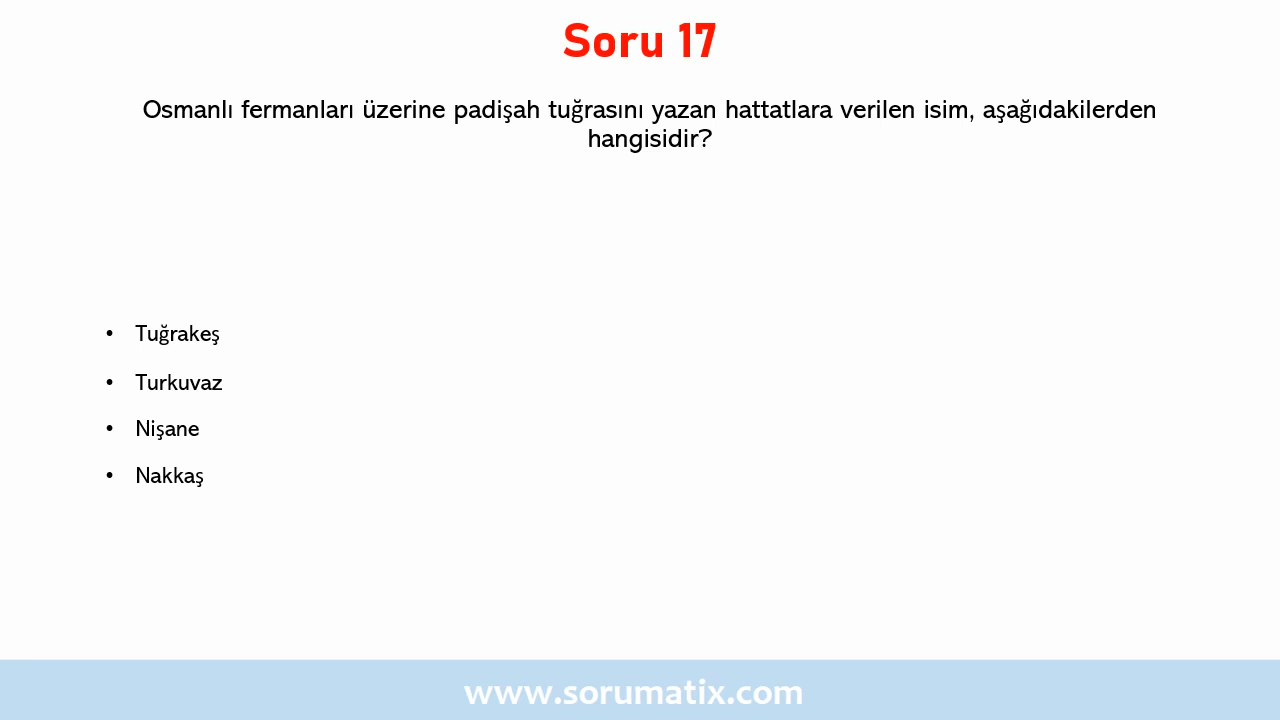 Soru 17
Osmanlı fermanları üzerine padişah tuğrasını yazan hattatlara verilen isim, aşağıdakilerden
hangisidir?
• Tuğrakeş
• Turkuvaz
• Nişane
• Nakkaş
www.sorumatix.com